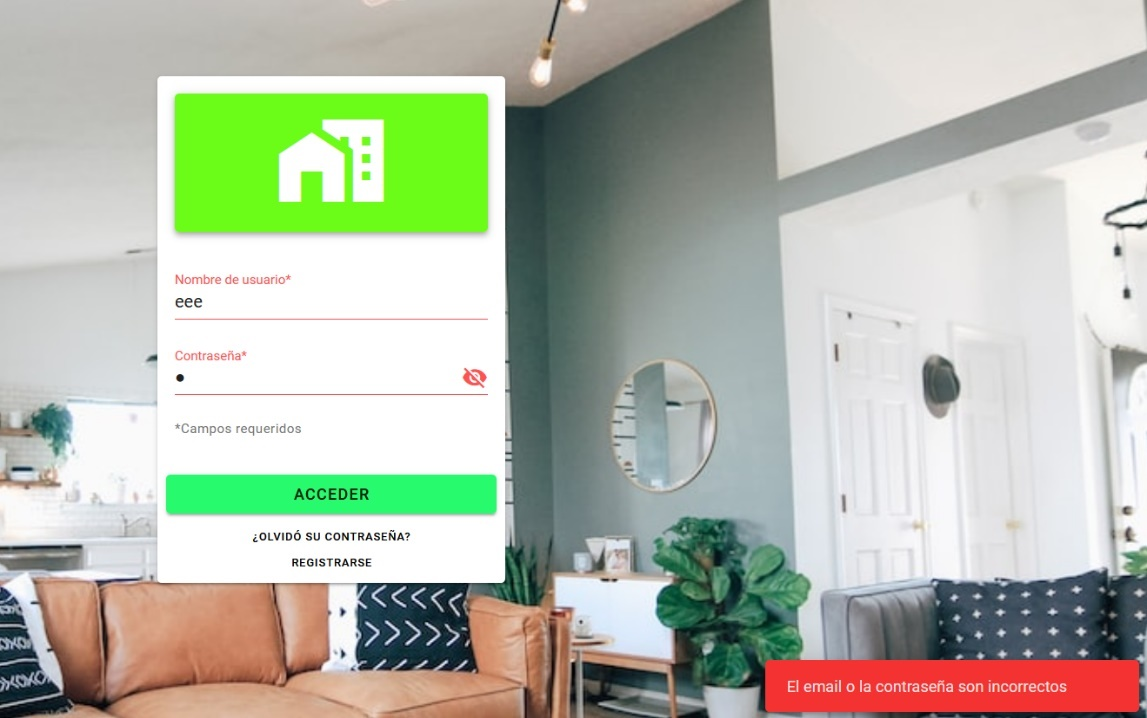 Nombre de usuario*
eee
Contraseña*
*Campos requeridos
ACCEDER
¿OLVIDÓ SU CONTRASEÑA?
REGISTRARSE
El email o la contraseña son incorrectos